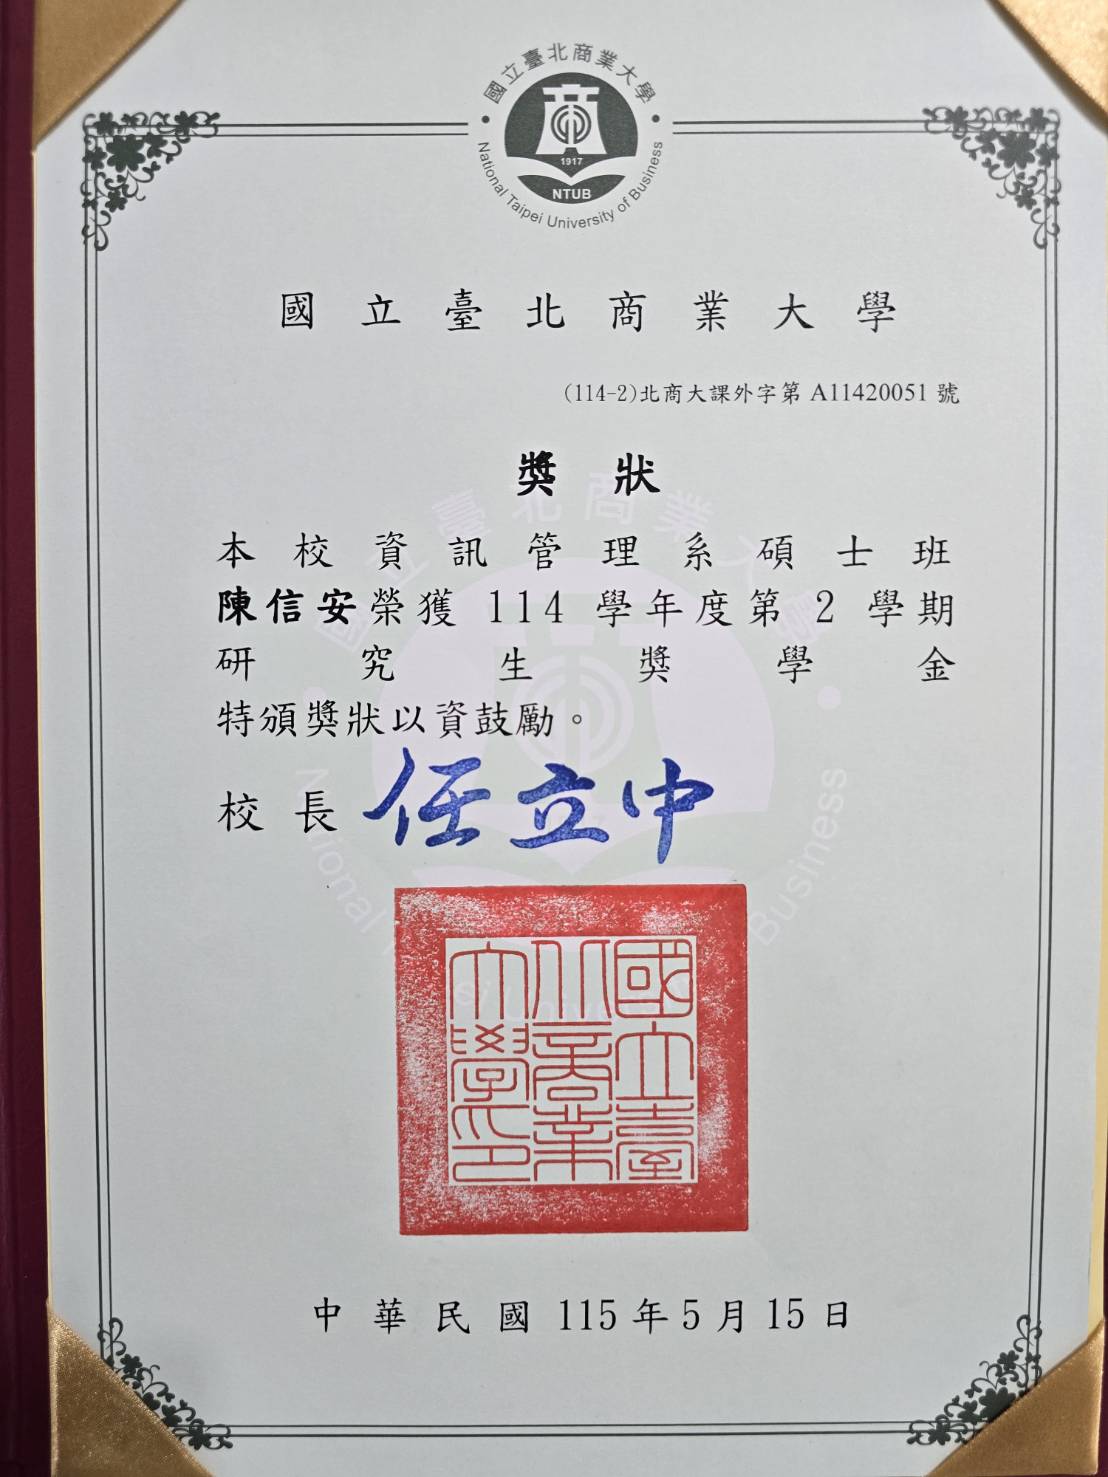 國立臺北商業大學
1917
NTUB
National Taipei University of Business
國立臺北商業大學
(114-2)北商大課外字第 A11420051 號
獎狀
本校資訊管理系碩士班
陳信安榮獲 114 學年度第 2 學期
研究生獎學金
特頒獎狀以資鼓勵。
校長 任立中
國立臺
北商業
大學印
中華民國 115 年 5 月 15 日